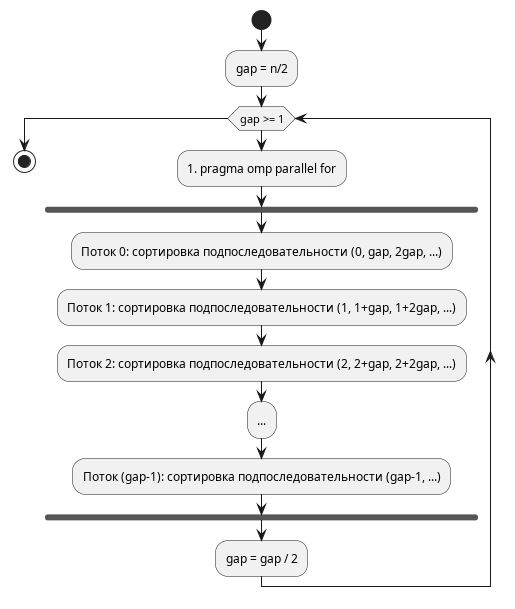 gap = n/2
gap >= 1
1. pragma omp parallel for
Поток 0: сортировка подпоследовательности (0, gap, 2gap, ...)
Поток 1: сортировка подпоследовательности (1, 1+gap, 1+2gap, ...)
Поток 2: сортировка подпоследовательности (2, 2+gap, 2+2gap, ...)
...
Поток (gap-1): сортировка подпоследовательности (gap-1, ...)
gap = gap / 2